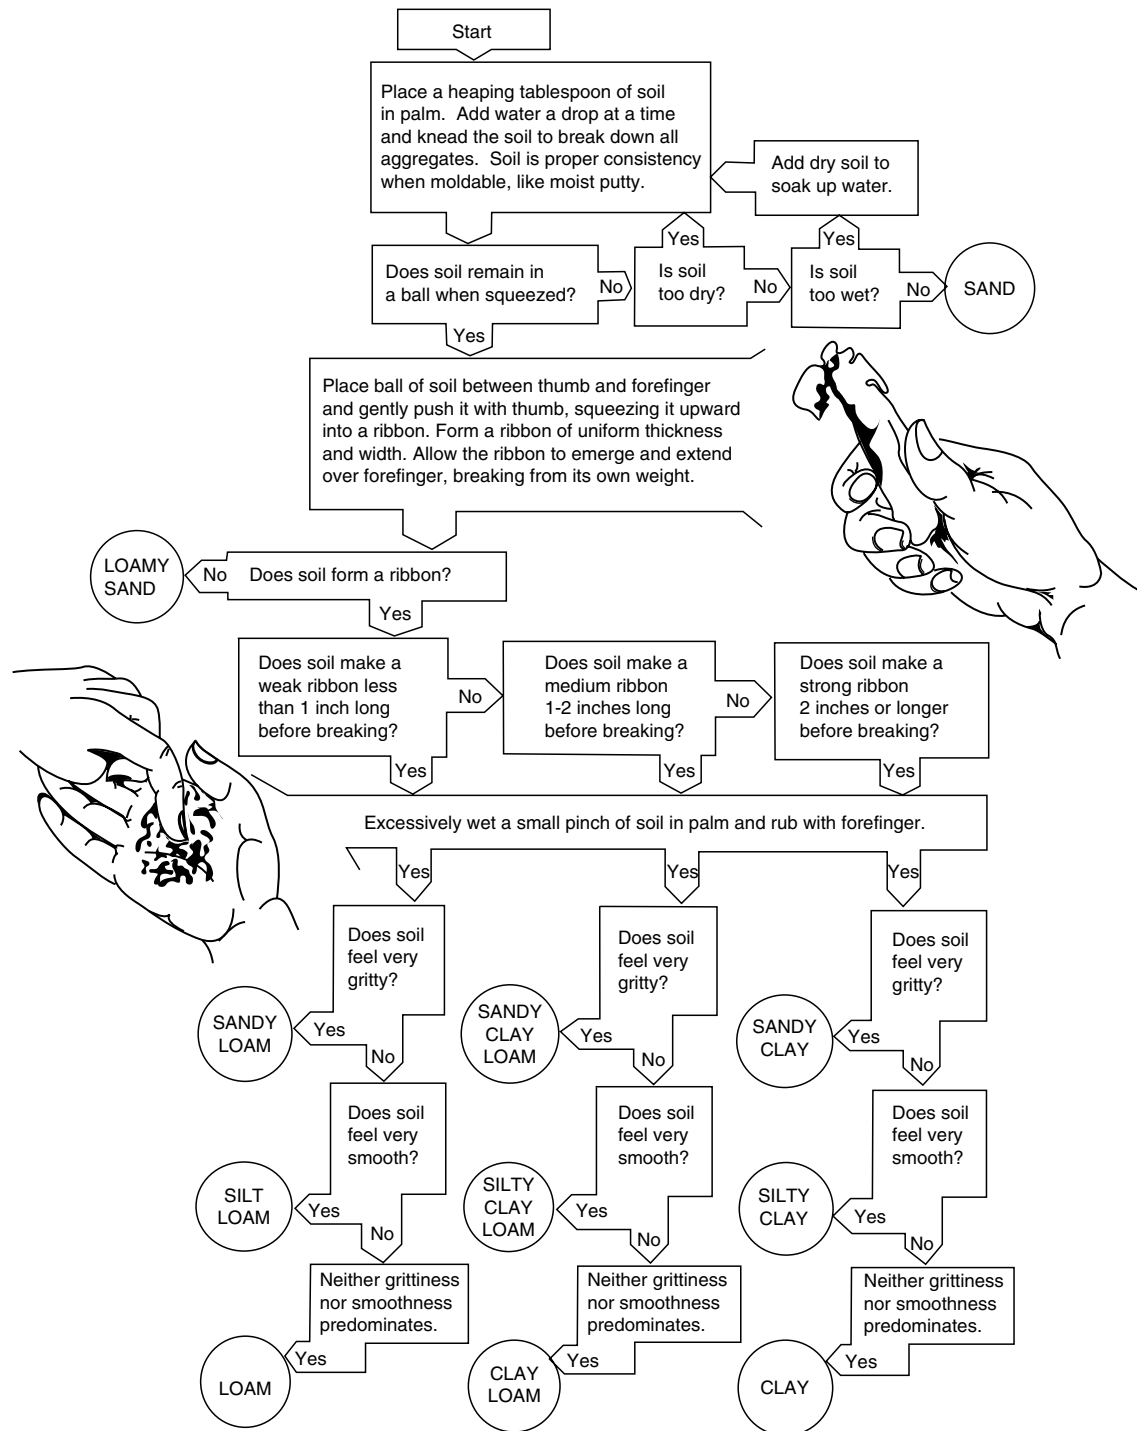 Start
Place a heaping tablespoon of soil
in palm. Add water a drop at a time
and knead the soil to break down all
aggregates. Soil is proper consistency
when moldable, like moist putty.
Add dry soil to
soak up water.
Yes
Yes
Does soil remain in
a ball when squeezed?
No
Is soil
too dry?
No
Is soil
too wet?
No
SAND
Yes
Place ball of soil between thumb and forefinger
and gently push it with thumb, squeezing it upward
into a ribbon. Form a ribbon of uniform thickness
and width. Allow the ribbon to emerge and extend
over forefinger, breaking from its own weight.
LOAMY
SAND
No
Does soil form a ribbon?
Yes
Does soil make a
weak ribbon less
than 1 inch long
before breaking?
No
Does soil make a
medium ribbon
1-2 inches long
before breaking?
No
Does soil make a
strong ribbon
2 inches or longer
before breaking?
Yes
Yes
Yes
Excessively wet a small pinch of soil in palm and rub with forefinger.
Yes
Yes
Yes
Does soil
feel very
gritty?
Does soil
feel very
gritty?
Does soil
feel very
gritty?
SANDY
LOAM
Yes
No
SANDY
CLAY
LOAM
Yes
No
SANDY
CLAY
Yes
No
Does soil
feel very
smooth?
Does soil
feel very
smooth?
Does soil
feel very
smooth?
SILT
LOAM
Yes
No
SILTY
CLAY
LOAM
Yes
No
SILTY
CLAY
Yes
No
Neither grittiness
nor smoothness
predominates.
Neither grittiness
nor smoothness
predominates.
Neither grittiness
nor smoothness
predominates.
Yes
LOAM
Yes
CLAY
LOAM
Yes
CLAY